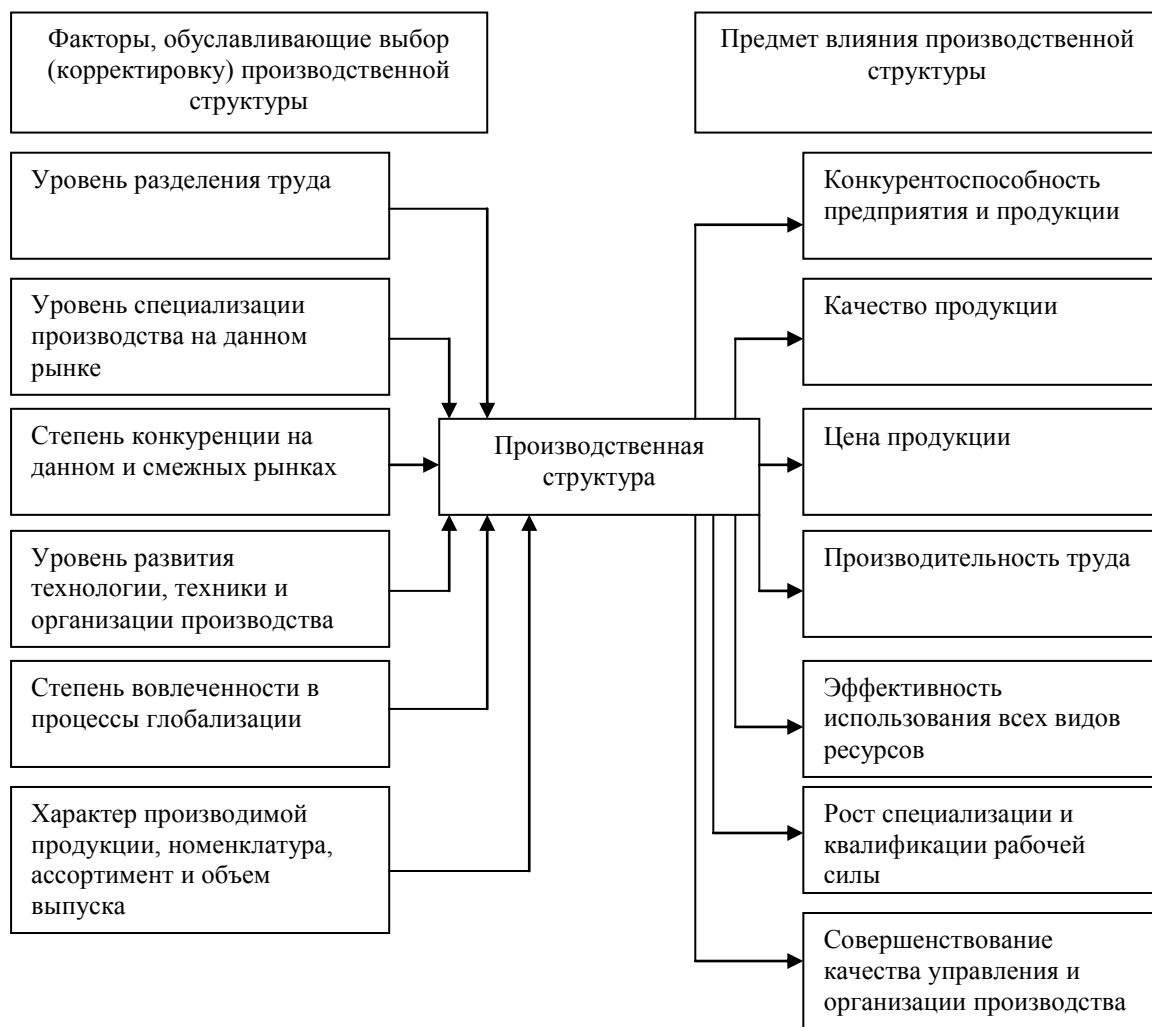 Факторы, обуславливающие выбор
(корректировку) производственной
структуры
Предмет влияния производственной
структуры
Уровень разделения труда
Уровень специализации
производства на данном
рынке
Степень конкуренции на
данном и смежных рынках
Уровень развития
технологии, техники и
организации производства
Степень вовлеченности в
процессы глобализации
Характер производимой
продукции, номенклатура,
ассортимент и объем
выпуска
Производственная
структура
Конкурентоспособность
предприятия и продукции
Качество продукции
Цена продукции
Производительность труда
Эффективность
использования всех видов
ресурсов
Рост специализации и
квалификации рабочей
силы
Совершенствование
качества управления и
организации производства